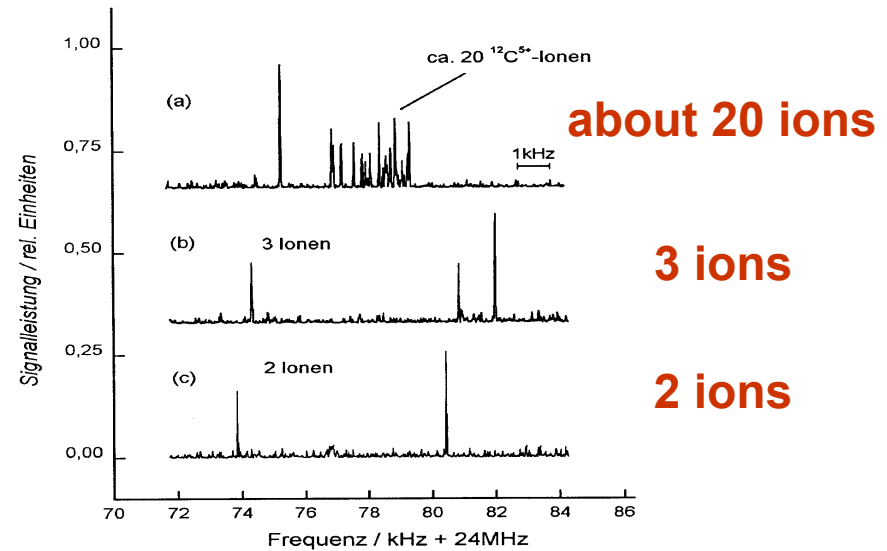 1,00
ca. 20 ¹²C⁵⁺-Ionen
(a)
about 20 ions
0,75
1kHz
Signalleistung / rel. Einheiten
(b)
3 Ionen
0,50
3 ions
0,25
(c)
2 Ionen
2 ions
0,00
70 72 74 76 78 80 82 84 86
Frequenz / kHz + 24MHz